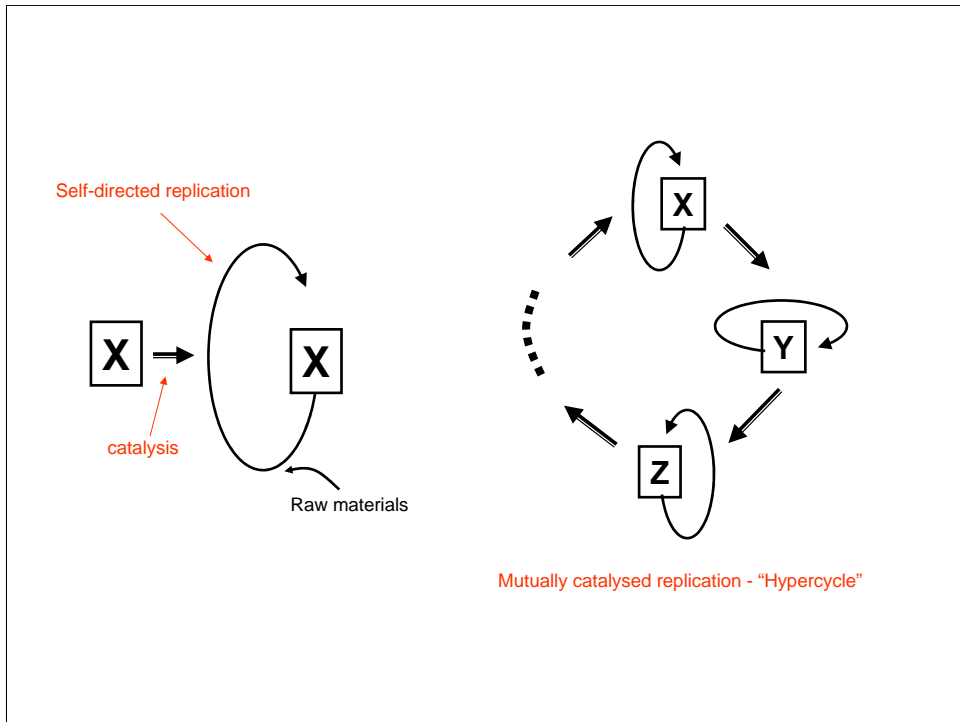 Self-directed replication
X
X
catalysis
Raw materials
X
Y
Z
Mutually catalysed replication - “Hypercycle”